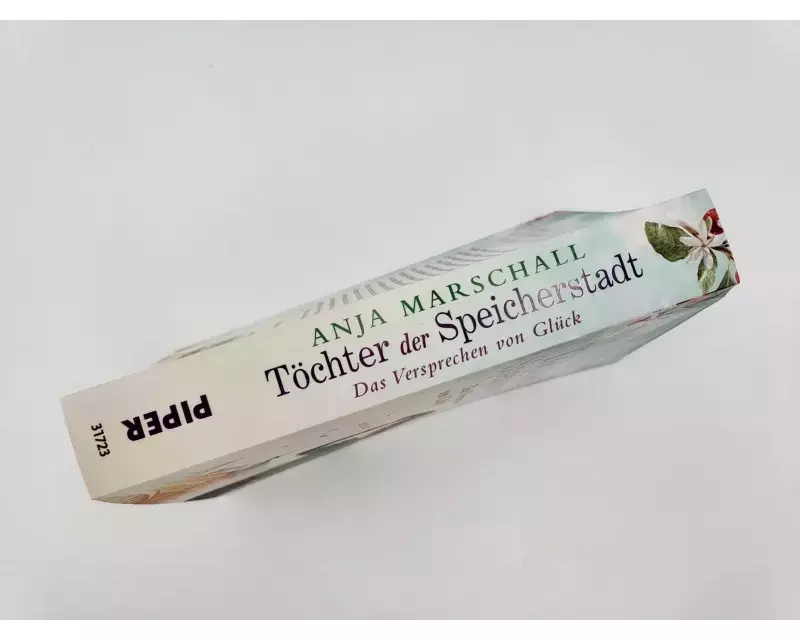 ANJA MARSCHALL
Töchter der Speicherstadt
Das Versprechen von Glück
PIPER
31723